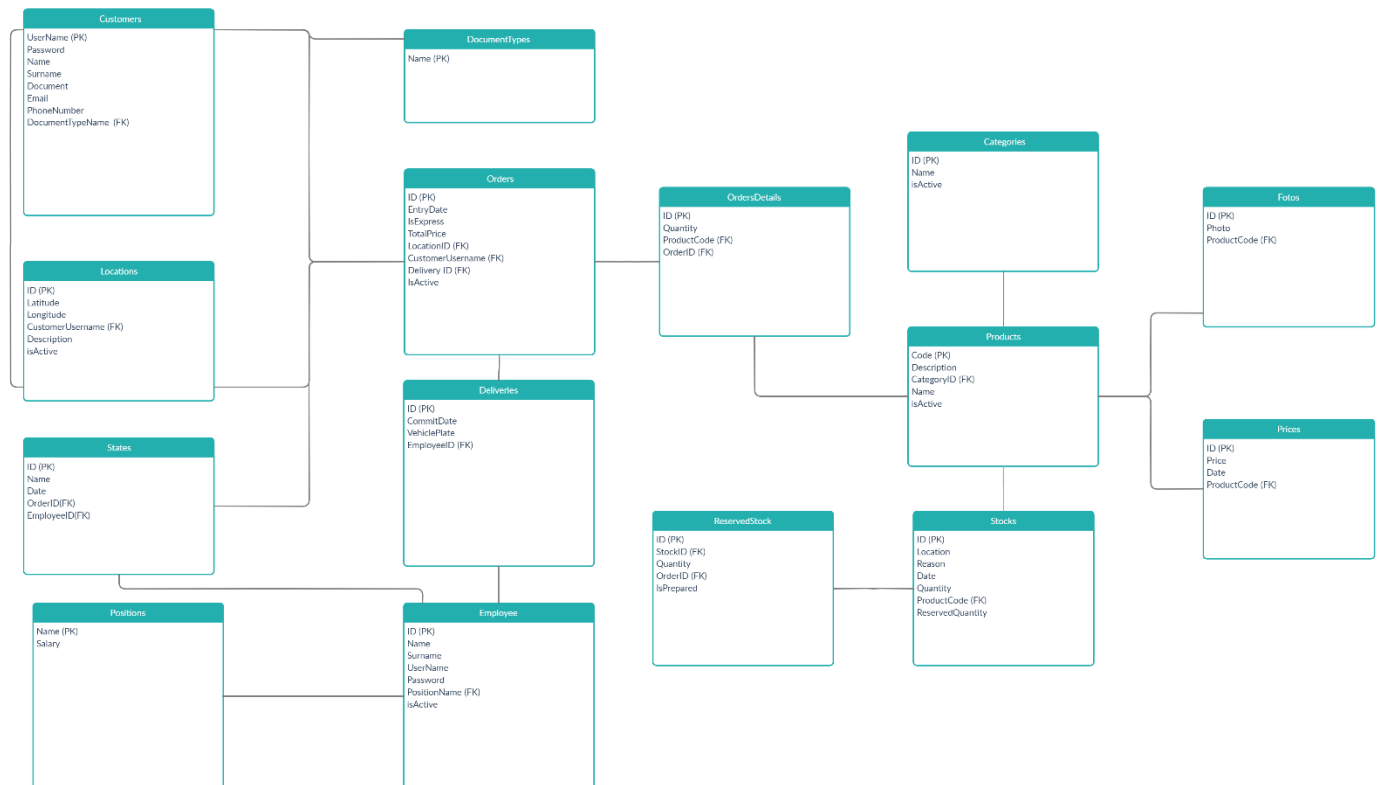 Customers
UserName (PK)
Password
Name
Surname
Document
Email
PhoneNumber
DocumentTypeName (FK)
DocumentTypes
Name (PK)
Orders
ID (PK)
EntryDate
IsExpress
TotalPrice
LocationID (FK)
CustomerUsername (FK)
Delivery ID (FK)
IsActive
OrdersDetails
ID (PK)
Quantity
ProductCode (FK)
OrderID (FK)
Categories
ID (PK)
Name
isActive
Fotos
ID (PK)
Photo
ProductCode (FK)
Locations
ID (PK)
Latitude
Longitude
CustomerUsername (FK)
Description
isActive
Deliveries
ID (PK)
CommitDate
VehiclePlate
EmployeeID (FK)
Products
Code (PK)
Description
CategoryID (FK)
Name
isActive
Prices
ID (PK)
Price
Date
ProductCode (FK)
States
ID (PK)
Name
Date
OrderID(FK)
EmployeeID(FK)
ReservedStock
ID (PK)
StockID (FK)
Quantity
OrderID (FK)
IsPrepared
Stocks
ID (PK)
Location
Reason
Date
Quantity
ProductCode (FK)
ReservedQuantity
Positions
Name (PK)
Salary
Employee
ID (PK)
Name
Surname
UserName
Password
PositionName (FK)
isActive